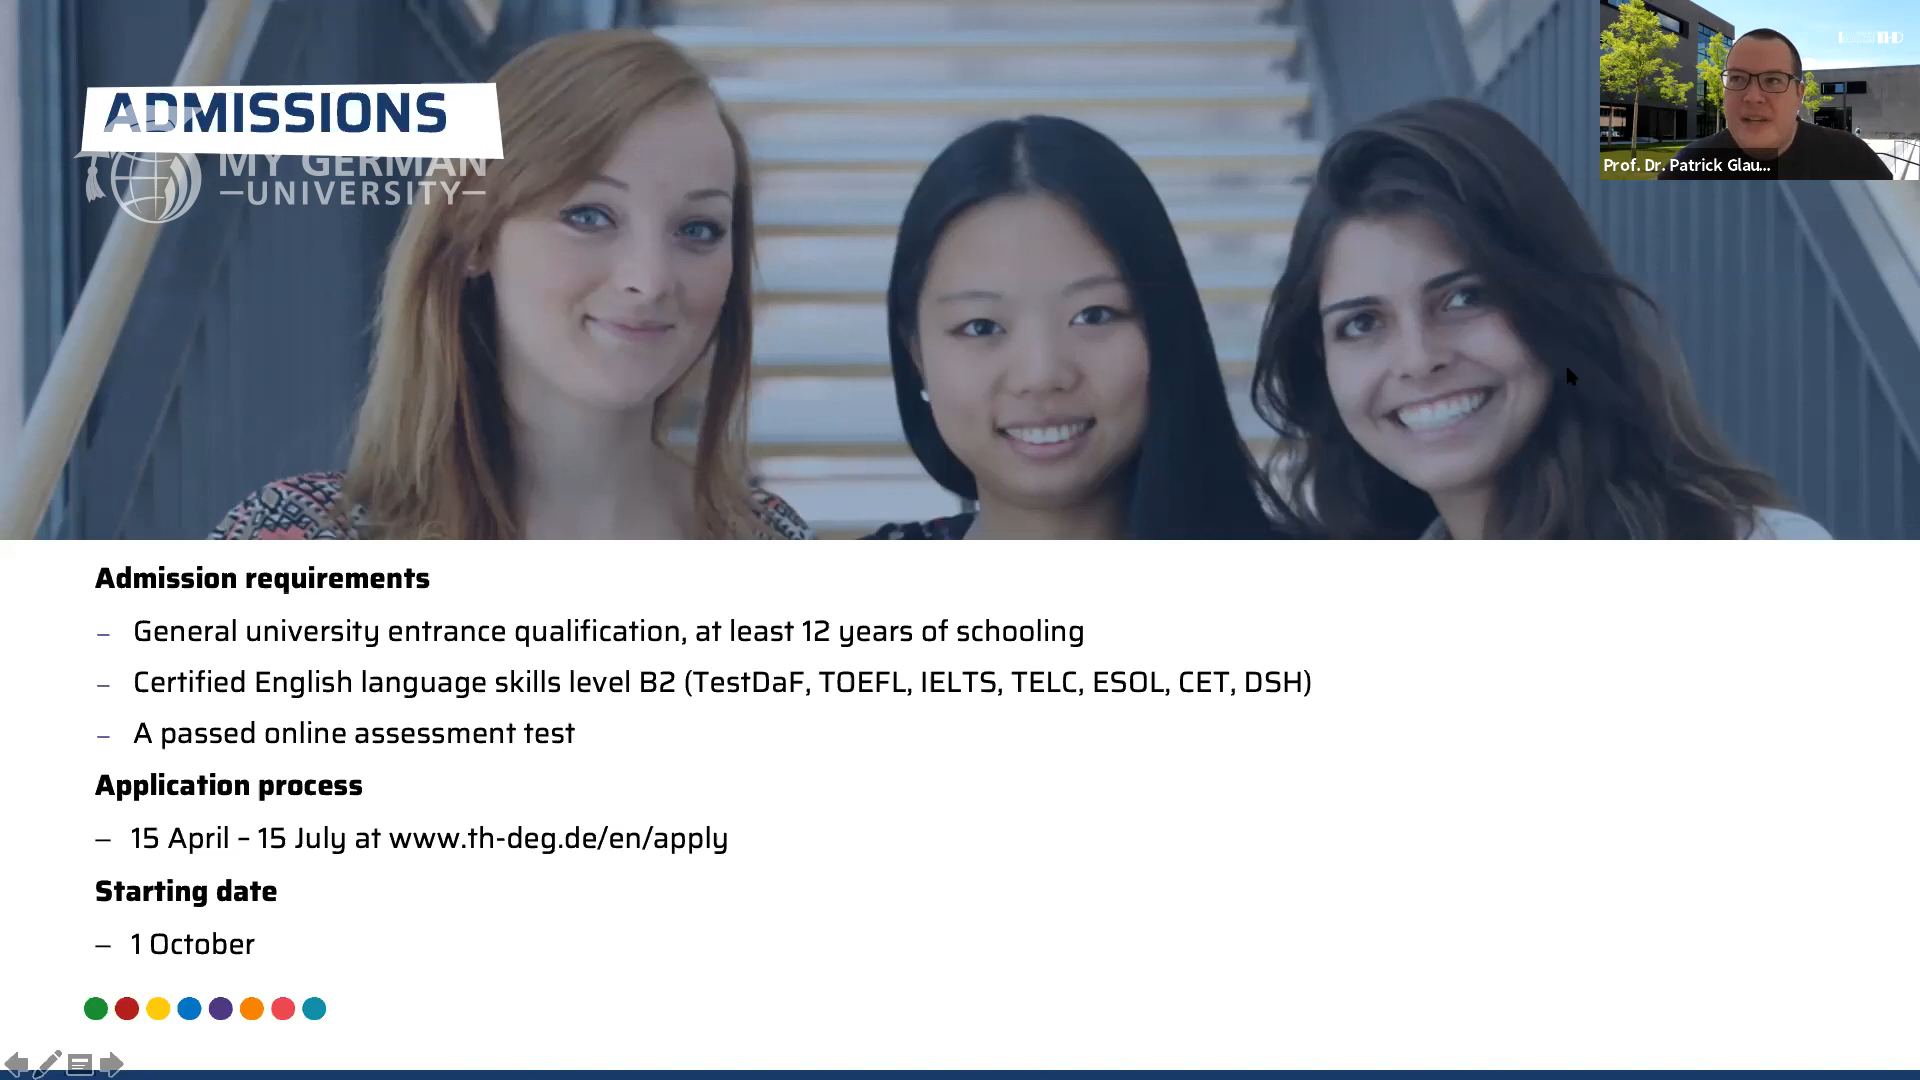 ADMISSIONS
MY GERMAN
—UNIVERSITY—
THD
Prof. Dr. Patrick Glau...
Admission requirements
– General university entrance qualification, at least 12 years of schooling
– Certified English language skills level B2 (TestDaF, TOEFL, IELTS, TELC, ESOL, CET, DSH)
– A passed online assessment test
Application process
– 15 April – 15 July at www.th-deg.de/en/apply
Starting date
– 1 October